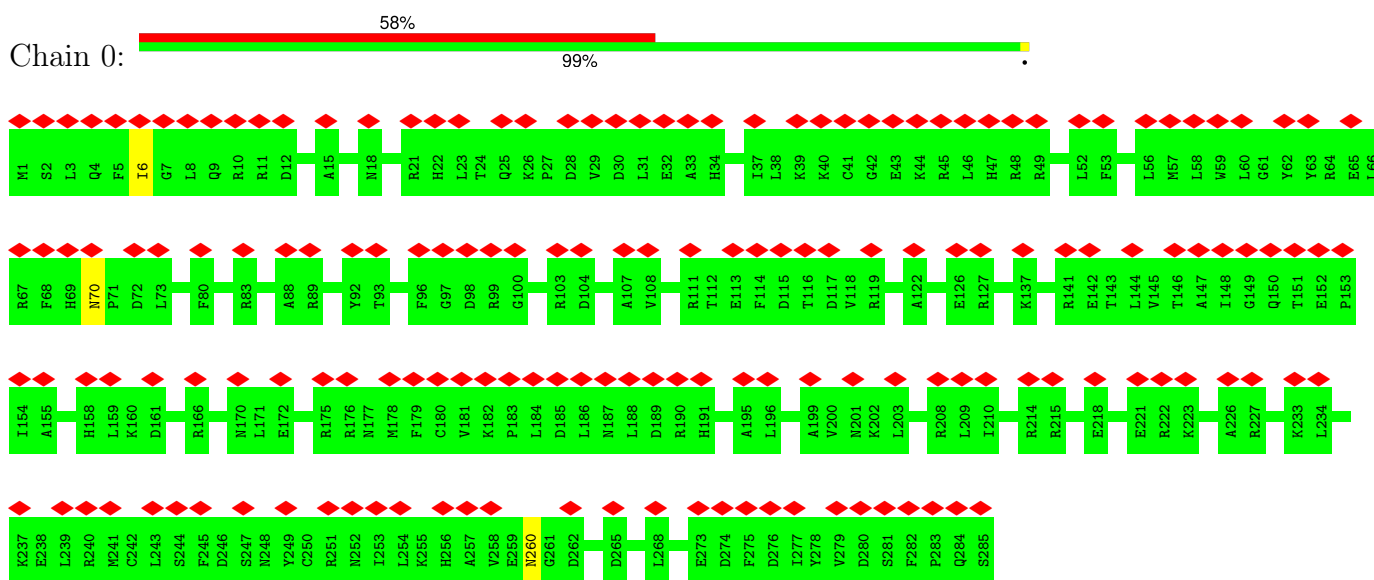 58%
Chain 0:
99%
•
M1 S2 L3 Q4 F5 I6 G7 L8 Q9 R10 R11 D12 A15 N18 R21 H22 L23 T24 Q25 K26 P27 D28 V29 D30 L31 E32 A33 H34 I37 L38 K39 K40 C41 G42 E43 K44 R45 L46 H47 R48 R49 L52 F53 L56 M57 L58 W59 L60 G61 Y62 Y63 R64 E65 L66
R67 F68 H69 N70 P71 D72 L73 F80 R83 A88 R89 Y92 T93 F96 G97 D98 R99 G100 R103 D104 A107 V108 R111 T112 E113 F114 D115 T116 D117 V118 R119 A122 E126 R127 K137 R141 E142 T143 L144 V145 T146 A147 I148 G149 Q150 T151 E152 P153
I154 A155 H158 L159 K160 D161 R166 N170 L171 E172 R175 R176 N177 M178 F179 C180 V181 K182 P183 L184 D185 L186 N187 L188 D189 R190 H191 A195 L196 A199 V200 N201 K202 L203 R208 L209 I210 R214 R215 E218 E221 R222 K223 A226 R227 K233 L234
K237 E238 L239 R240 M241 C242 L243 S244 F245 D246 S247 N248 Y249 C250 R251 N252 I253 L254 K255 H256 A257 V258 E259 N260 G261 D262 D265 L268 E273 D274 F275 D276 I277 Y278 V279 D280 S281 F282 P283 Q284 S285